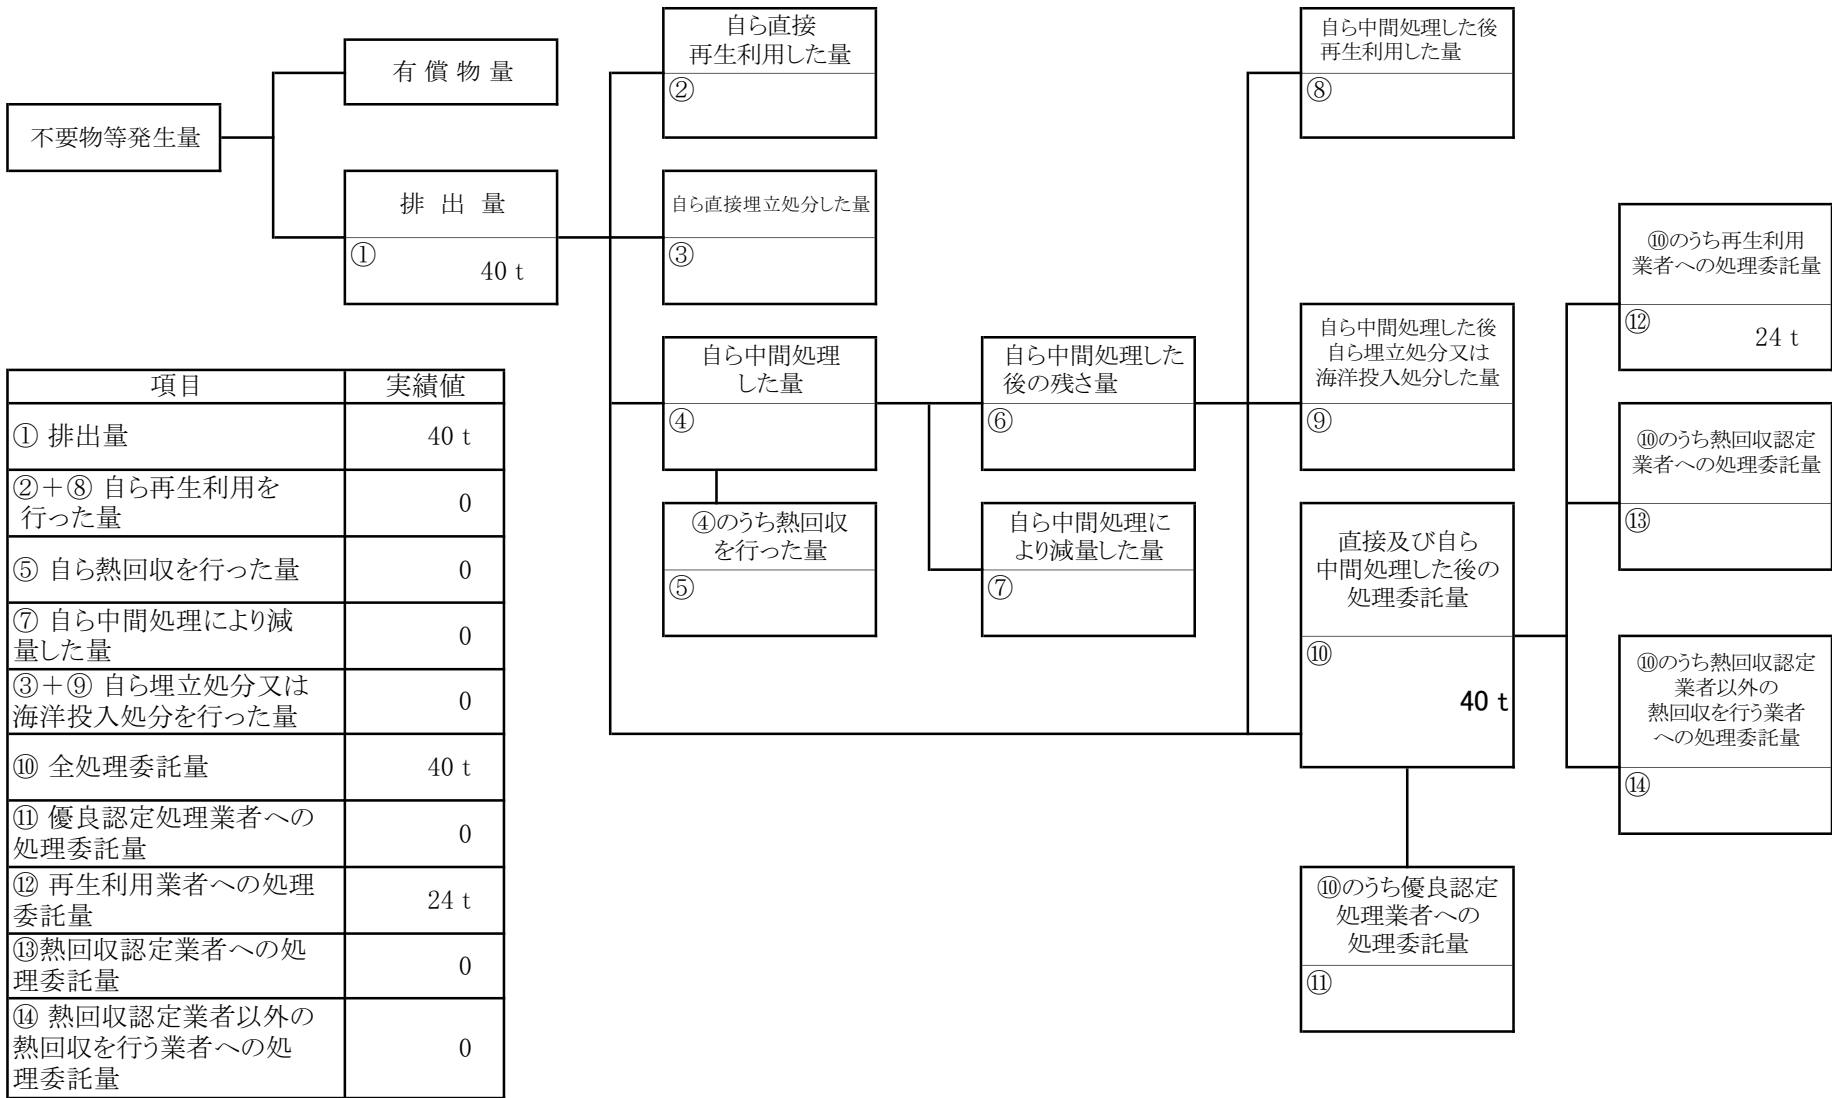 不要物等発生量
有 償 物 量
排 出 量
①
40 t
自ら直接
再生利用した量
②
自ら直接埋立処分した量
③
自ら中間処理
した量
④
④のうち熱回収
を行った量
⑤
自ら中間処理した
後の残さ量
⑥
自ら中間処理に
より減量した量
⑦
自ら中間処理した後
再生利用した量
⑧
自ら中間処理した後
自ら埋立処分又は
海洋投入処分した量
⑨
直接及び自ら
中間処理した後の
処理委託量
⑩
40 t
⑩のうち優良認定
処理業者への
処理委託量
⑪
⑩のうち再生利用
業者への処理委託量
⑫
24 t
⑩のうち熱回収認定
業者への処理委託量
⑬
⑩のうち熱回収認定
業者以外の
熱回収を行う業者
への処理委託量
⑭
項目 実績値
① 排出量 40 t
②＋⑧ 自ら再生利用を
行った量 0
⑤ 自ら熱回収を行った量 0
⑦ 自ら中間処理により減
量した量 0
③＋⑨ 自ら埋立処分又は
海洋投入処分を行った量 0
⑩ 全処理委託量 40 t
⑪ 優良認定処理業者への
処理委託量 0
⑫ 再生利用業者への処理
委託量 24 t
⑬熱回収認定業者への処
理委託量 0
⑭ 熱回収認定業者以外の
熱回収を行う業者への処
理委託量 0